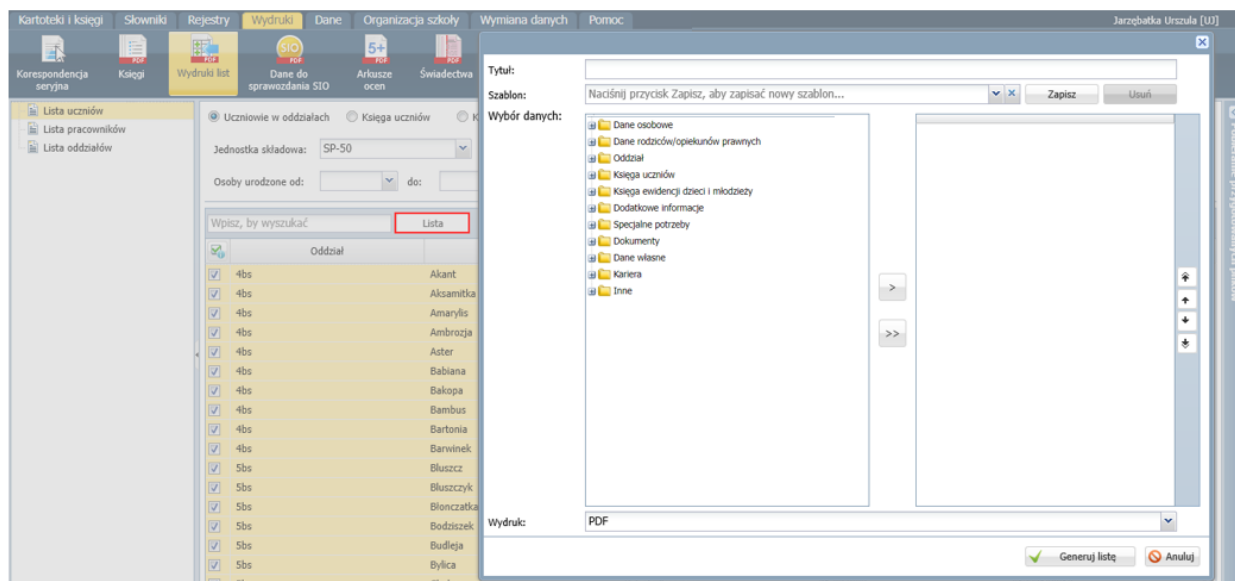 Kartoteki i księgi Słowniki Rejestry Wydruki Dane Organizacja szkoły Wymiana danych Pomoc Jarzębatka Urszula [UJ]
Korespondencja seryjna
Księgi
Wydruki list
Dane do sprawozdania SIO
Arkusze ocen
Świadectwa
Lista uczniów
Lista pracowników
Lista oddziałów
Uczniowie w oddziałach Księga uczniów K
Jednostka składowa: SP-50
Osoby urodzone od: do:
Wpisz, by wyszukać Lista
Oddział
4bs Akant
4bs Aksamitka
4bs Amarylis
4bs Ambrozja
4bs Aster
4bs Babiana
4bs Bakopa
4bs Bambus
4bs Bartonia
4bs Barwinek
5bs Bluszcz
5bs Bluszczyk
5bs Błonczatka
5bs Bodziszek
5bs Budleja
5bs Bylica
Tytuł:
Szablon: Naciśnij przycisk Zapisz, aby zapisać nowy szablon... Zapisz Usuń
Wybór danych:
Dane osobowe
Dane rodziców/opiekunów prawnych
Oddział
Księga uczniów
Księga ewidencji dzieci i młodzieży
Dodatkowe informacje
Specjalne potrzeby
Dokumenty
Dane własne
Kariera
Inne
>
>>
Wydruk: PDF
Generuj listę Anuluj